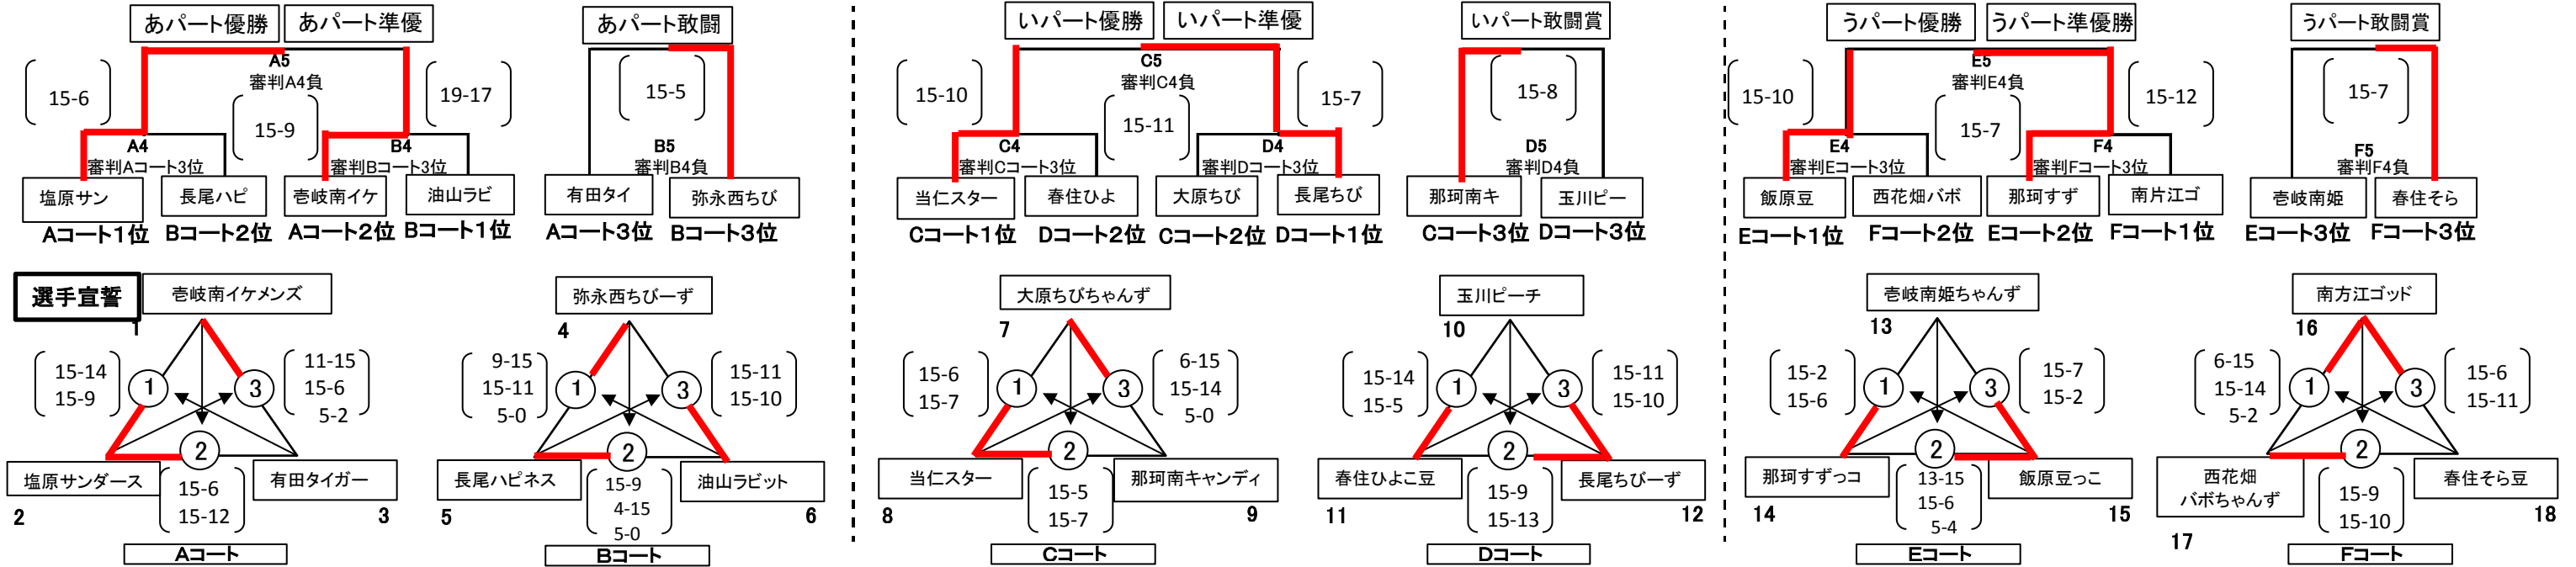 あパート優勝 あパート準優 あパート敢闘 いパート優勝 いパート準優 いパート敢闘賞 うパート優勝 うパート準優勝 うパート敢闘賞
A5 C5 E5
審判A4負 審判C4負 審判E4負
15-6 19-17 15-5 15-10 15-7 15-8 15-10 15-12 15-7
15-9 15-11 15-7
A4 B4 B5 C4 D4 D5 E4 F4 F5
審判Aコート3位 審判Bコート3位 審判B4負 審判Cコート3位 審判Dコート3位 審判D4負 審判Eコート3位 審判Fコート3位 審判F4負
塩原サン 長尾ハピ 壱岐南イケ 油山ラビ 有田タイ 弥永西ちび 当仁スター 春住ひよ 大原ちび 長尾ちび 那珂南キ 玉川ピー 飯原豆 西花畑バボ 那珂すず 南片江ゴ 壱岐南姫 春住そら
Aコート1位 Bコート2位 Aコート2位 Bコート1位 Aコート3位 Bコート3位 Cコート1位 Dコート2位 Cコート2位 Dコート1位 Cコート3位 Dコート3位 Eコート1位 Fコート2位 Eコート2位 Fコート1位 Eコート3位 Fコート3位
選手宣誓
壱岐南イケメンズ
1
15-14
15-9
1
3
11-15
15-6
5-2
2
塩原サンダース
2
15-6
15-12
有田タイガー
3
Aコート
弥永西ちびーず
4
9-15
15-11
5-0
1
3
15-11
15-10
2
長尾ハピネス
5
15-9
4-15
5-0
油山ラビット
6
Bコート
大原ちびちゃんず
7
15-6
15-7
1
3
6-15
15-14
5-0
2
当仁スター
8
15-5
15-7
那珂南キャンディ
9
Cコート
玉川ピーチ
10
15-14
15-5
1
3
15-11
15-10
2
春住ひよこ豆
11
15-9
15-13
長尾ちびーず
12
Dコート
壱岐南姫ちゃんず
13
15-2
15-6
1
3
15-7
15-2
2
那珂すずっコ
14
13-15
15-6
5-4
飯原豆っこ
15
Eコート
南方江ゴッド
16
6-15
15-14
5-2
1
3
15-6
15-11
2
西花畑
バボちゃんず
17
15-9
15-10
春住そら豆
18
Fコート